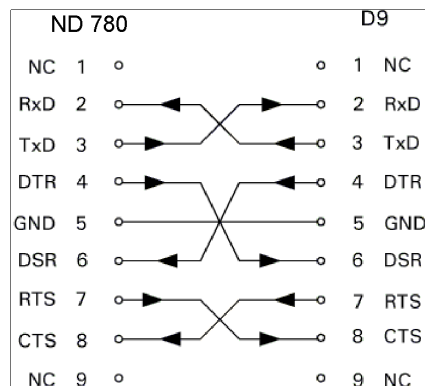 ND 780 D9
NC 1 1 NC
RxD 2 2 RxD
TxD 3 3 TxD
DTR 4 4 DTR
GND 5 5 GND
DSR 6 6 DSR
RTS 7 7 RTS
CTS 8 8 CTS
NC 9 9 NC